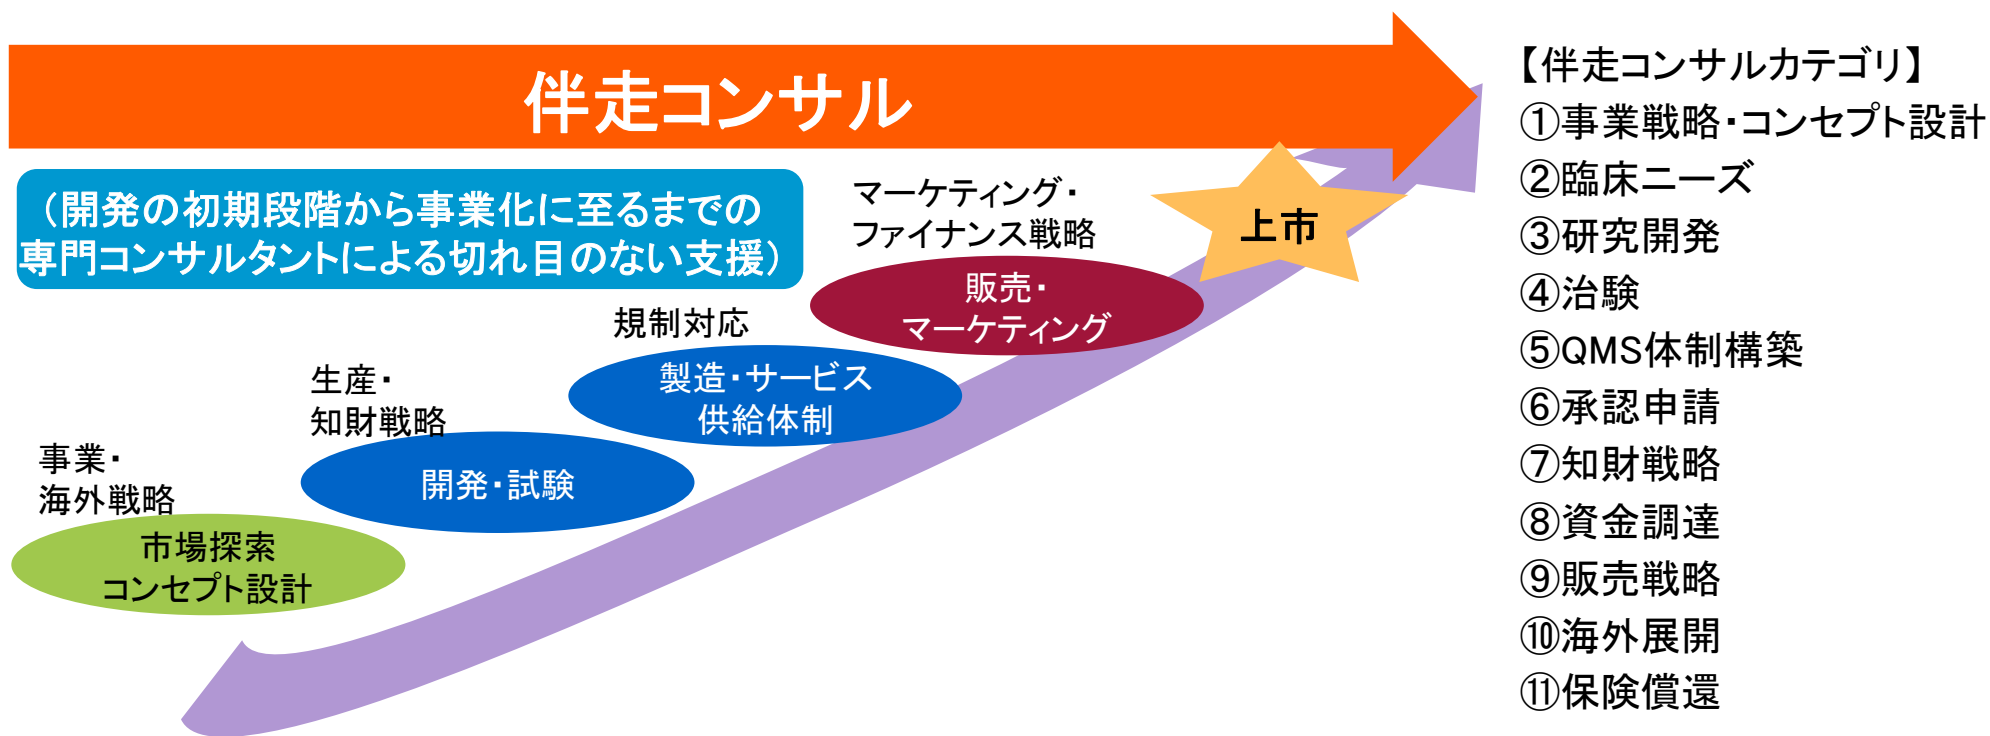 伴走コンサル
（開発の初期段階から事業化に至るまでの
専門コンサルタントによる切れ目のない支援）
マーケティング・
ファイナンス戦略
上市
販売・
マーケティング
規制対応
製造・サービス
供給体制
生産・
知財戦略
開発・試験
事業・
海外戦略
市場探索
コンセプト設計
【伴走コンサルカテゴリ】
①事業戦略・コンセプト設計
②臨床ニーズ
③研究開発
④治験
⑤QMS体制構築
⑥承認申請
⑦知財戦略
⑧資金調達
⑨販売戦略
⑩海外展開
⑪保険償還